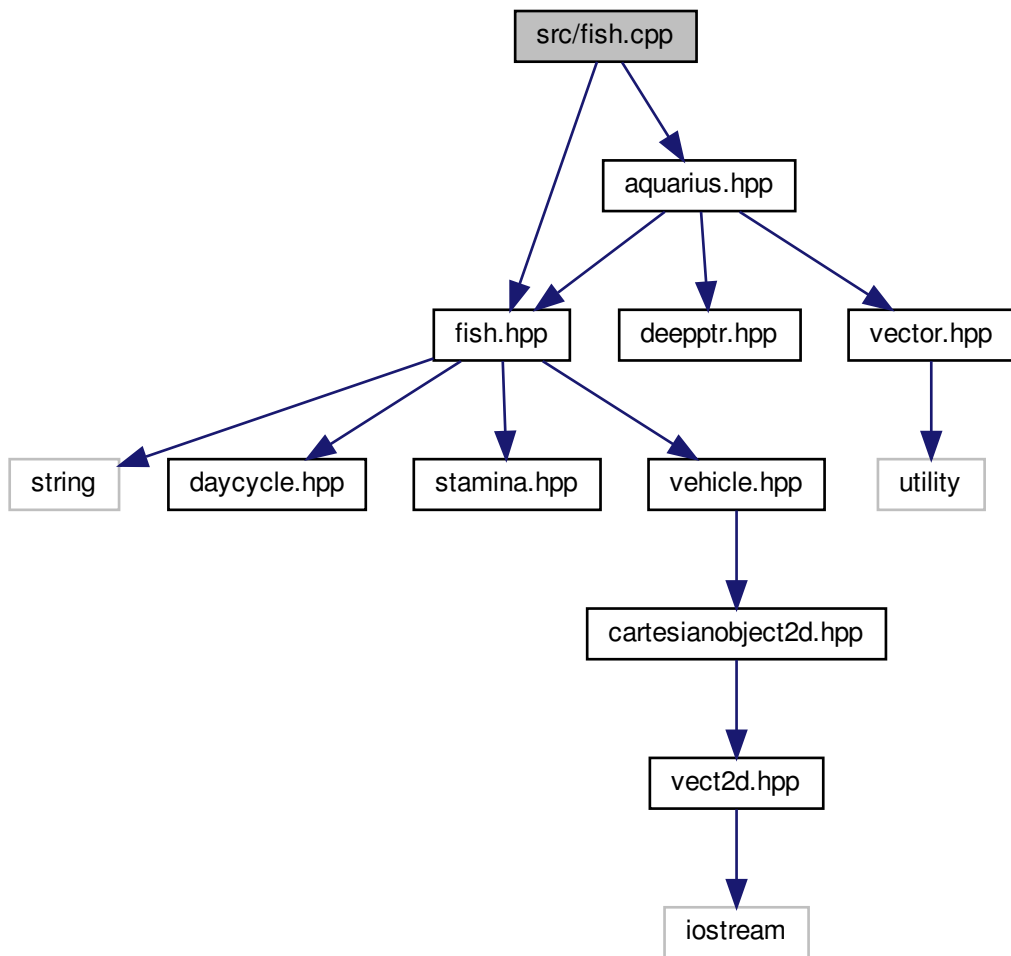 src/fish.cpp
aquarius.hpp
fish.hpp
deepptr.hpp
vector.hpp
string
daycycle.hpp
stamina.hpp
vehicle.hpp
utility
cartesianobject2d.hpp
vect2d.hpp
iostream